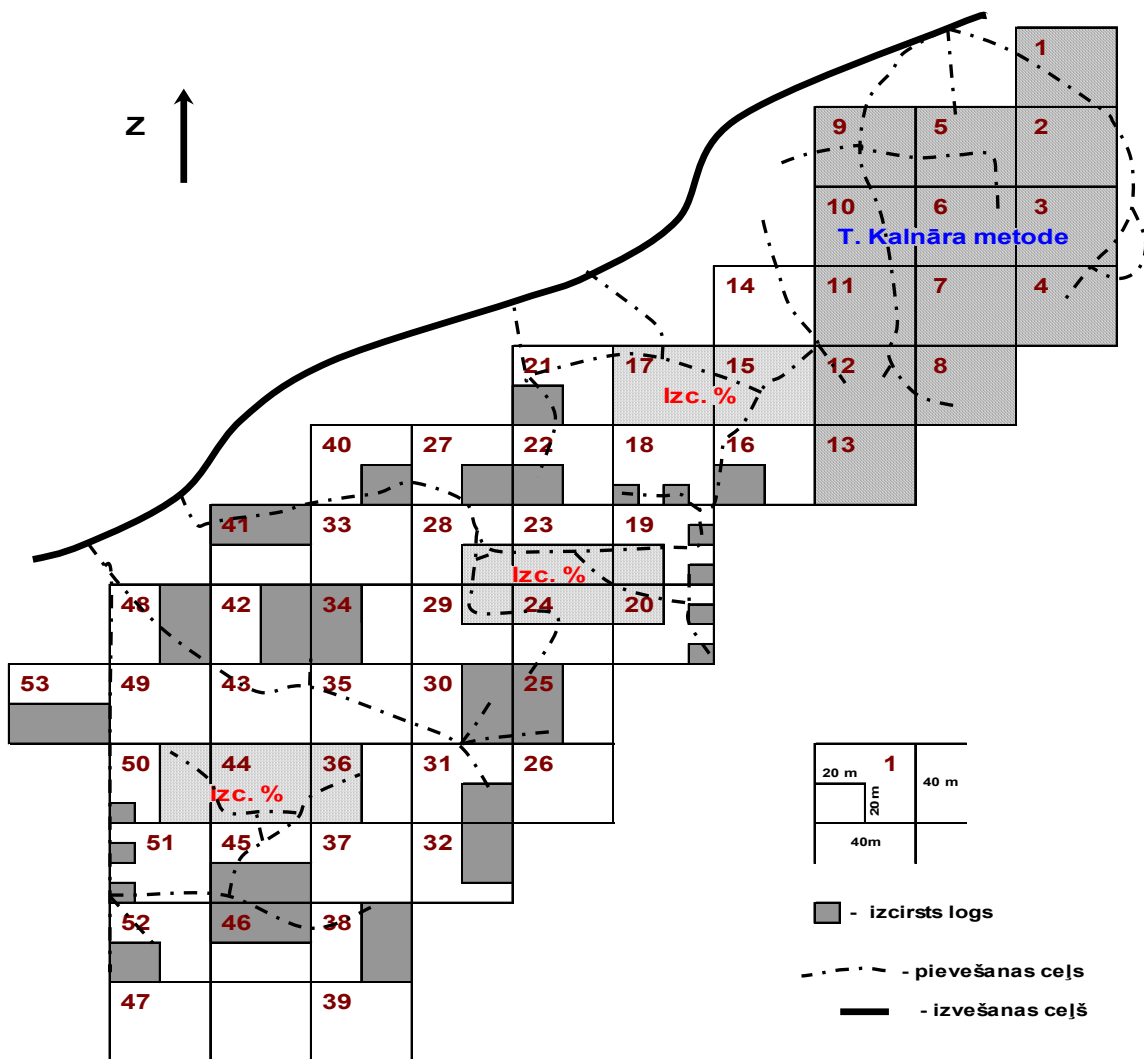 1
Z
9 5 2
10 6 3
T. Kalnāra metode
14 11 7 4
21 17 15 12 8
Izc. %
40 27 22 18 16 13
41 33 28 23 19
Izc. %
48 42 34 29 24 20
53 49 43 35 30 25
50 44 36 31 26
Izc. %
1
20 m
20 m
40 m
40m
51 45 37 32
52 46 38
47 39
- izcirsts logs
- pievešanas ceļs
- izvešanas ceļš